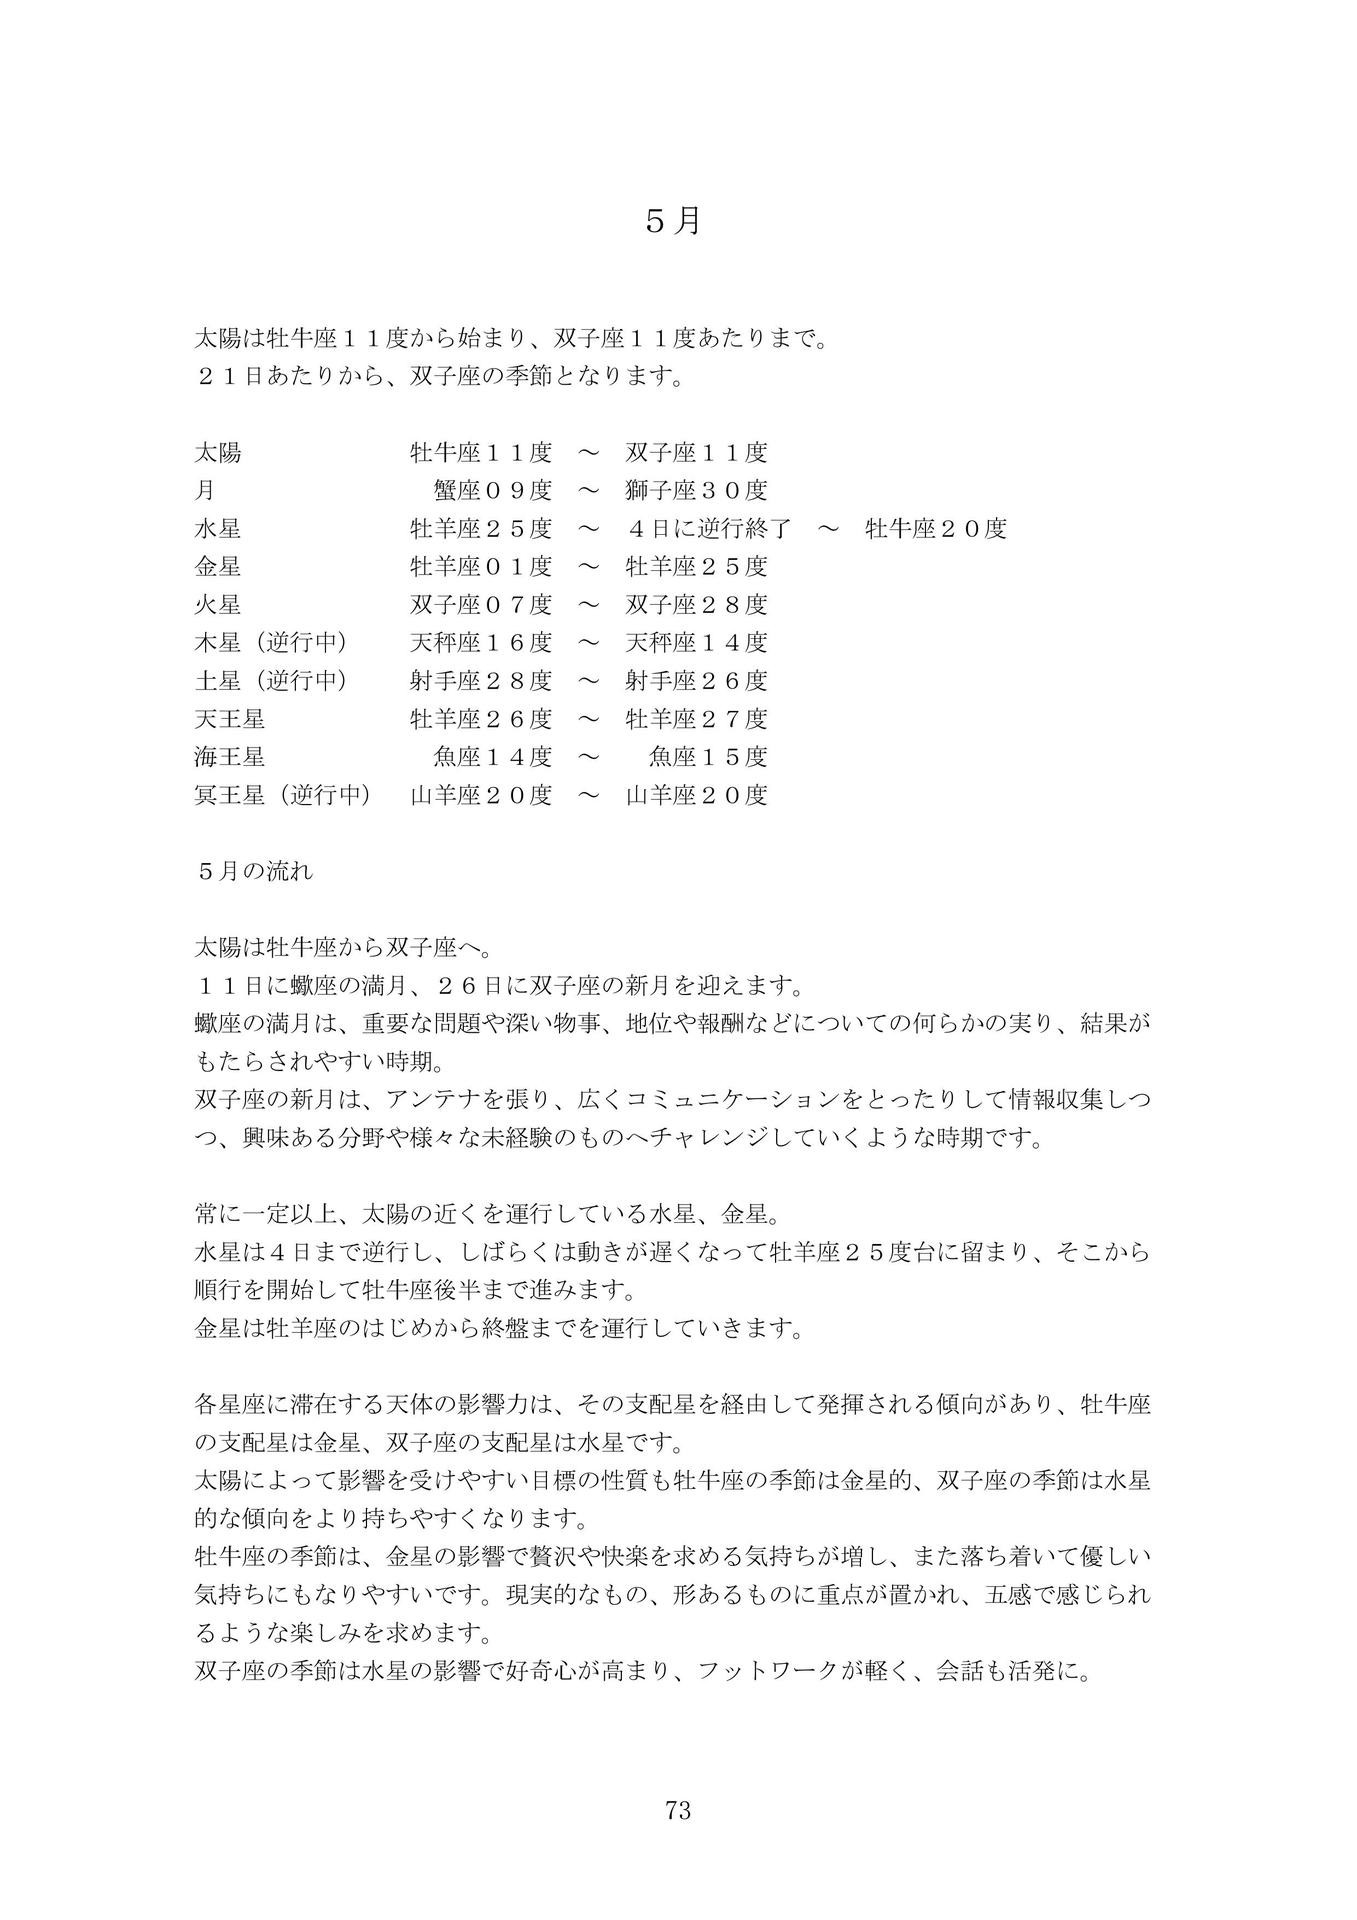 ５月
太陽は牡牛座１１度から始まり、双子座１１度あたりまで。
２１日あたりから、双子座の季節となります。
太陽　　　　　　　牡牛座１１度　～　双子座１１度
月　　　　　　　　　蟹座０９度　～　獅子座３０度
水星　　　　　　　牡羊座２５度　～　４日に逆行終了　～　牡牛座２０度
金星　　　　　　　牡羊座０１度　～　牡羊座２５度
火星　　　　　　　双子座０７度　～　双子座２８度
木星（逆行中）　　天秤座１６度　～　天秤座１４度
土星（逆行中）　　射手座２８度　～　射手座２６度
天王星　　　　　　牡羊座２６度　～　牡羊座２７度
海王星　　　　　　　魚座１４度　～　　魚座１５度
冥王星（逆行中）　山羊座２０度　～　山羊座２０度
５月の流れ
太陽は牡牛座から双子座へ。
１１日に蠍座の満月、２６日に双子座の新月を迎えます。
蠍座の満月は、重要な問題や深い物事、地位や報酬などについての何らかの実り、結果が
もたらされやすい時期。
双子座の新月は、アンテナを張り、広くコミュニケーションをとったりして情報収集しつ
つ、興味ある分野や様々な未経験のものへチャレンジしていくような時期です。
常に一定以上、太陽の近くを運行している水星、金星。
水星は４日まで逆行し、しばらくは動きが遅くなって牡羊座２５度台に留まり、そこから
順行を開始して牡牛座後半まで進みます。
金星は牡羊座のはじめから終盤までを運行していきます。
各星座に滞在する天体の影響力は、その支配星を経由して発揮される傾向があり、牡牛座
の支配星は金星、双子座の支配星は水星です。
太陽によって影響を受けやすい目標の性質も牡牛座の季節は金星的、双子座の季節は水星
的な傾向をより持ちやすくなります。
牡牛座の季節は、金星の影響で贅沢や快楽を求める気持ちが増し、また落ち着いて優しい
気持ちにもなりやすいです。現実的なもの、形あるものに重点が置かれ、五感で感じられ
るような楽しみを求めます。
双子座の季節は水星の影響で好奇心が高まり、フットワークが軽く、会話も活発に。
73